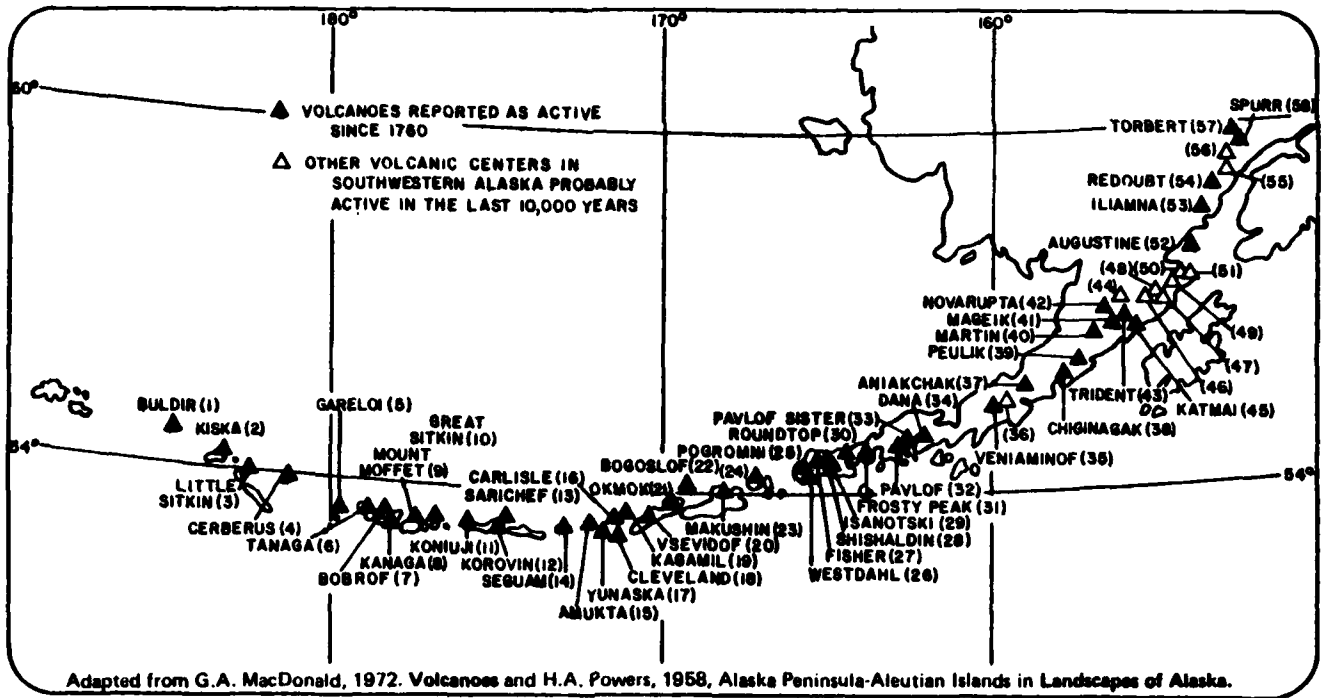 180°
170°
160°
60°
▲ VOLCANOES REPORTED AS ACTIVE
SINCE 1760
△ OTHER VOLCANIC CENTERS IN
SOUTHWESTERN ALASKA PROBABLY
ACTIVE IN THE LAST 10,000 YEARS
SPURR (58)
TORBERT (57)
(56)
(55)
REDOUBT (54)
ILIAMNA (53)
AUGUSTINE (52)
(48)
(50)
(51)
(44)
NOVARUPTA (42)
MAGEIK (41)
MARTIN (40)
PEULIK (39)
(49)
(47)
(46)
TRIDENT (43)
KATMAI (45)
ANIAKCHAK (37)
DANA (34)
CHIGINAGAK (38)
(36)
VENIAMINOF (35)
PAVLOF SISTER (33)
ROUNDTOP (30)
POGROMNI (25)
PAVLOF (32)
FROSTY PEAK (31)
ISANOTSKI (29)
SHISHALDIN (28)
FISHER (27)
WESTDAHL (26)
BULDIR (1)
KISKA (2)
GARELOI (5)
GREAT
SITKIN (10)
MOUNT
MOFFET (9)
CARLISLE (16)
SARICHEF (13)
BOGOSLOF (22)
(24)
OKMOK (21)
54°
54°
LITTLE
SITKIN (3)
CERBERUS (4)
TANAGA (6)
BOBROF (7)
KANAGA (8)
KONIUJI (11)
KOROVIN (12)
SEGUAM (14)
AMUKTA (15)
YUNASKA (17)
CLEVELAND (18)
KAGAMIL (19)
VSEVIDOF (20)
MAKUSHIN (23)
Adapted from G.A. MacDonald, 1972. Volcanoes and H.A. Powers, 1958, Alaska Peninsula-Aleutian Islands in Landscapes of Alaska.